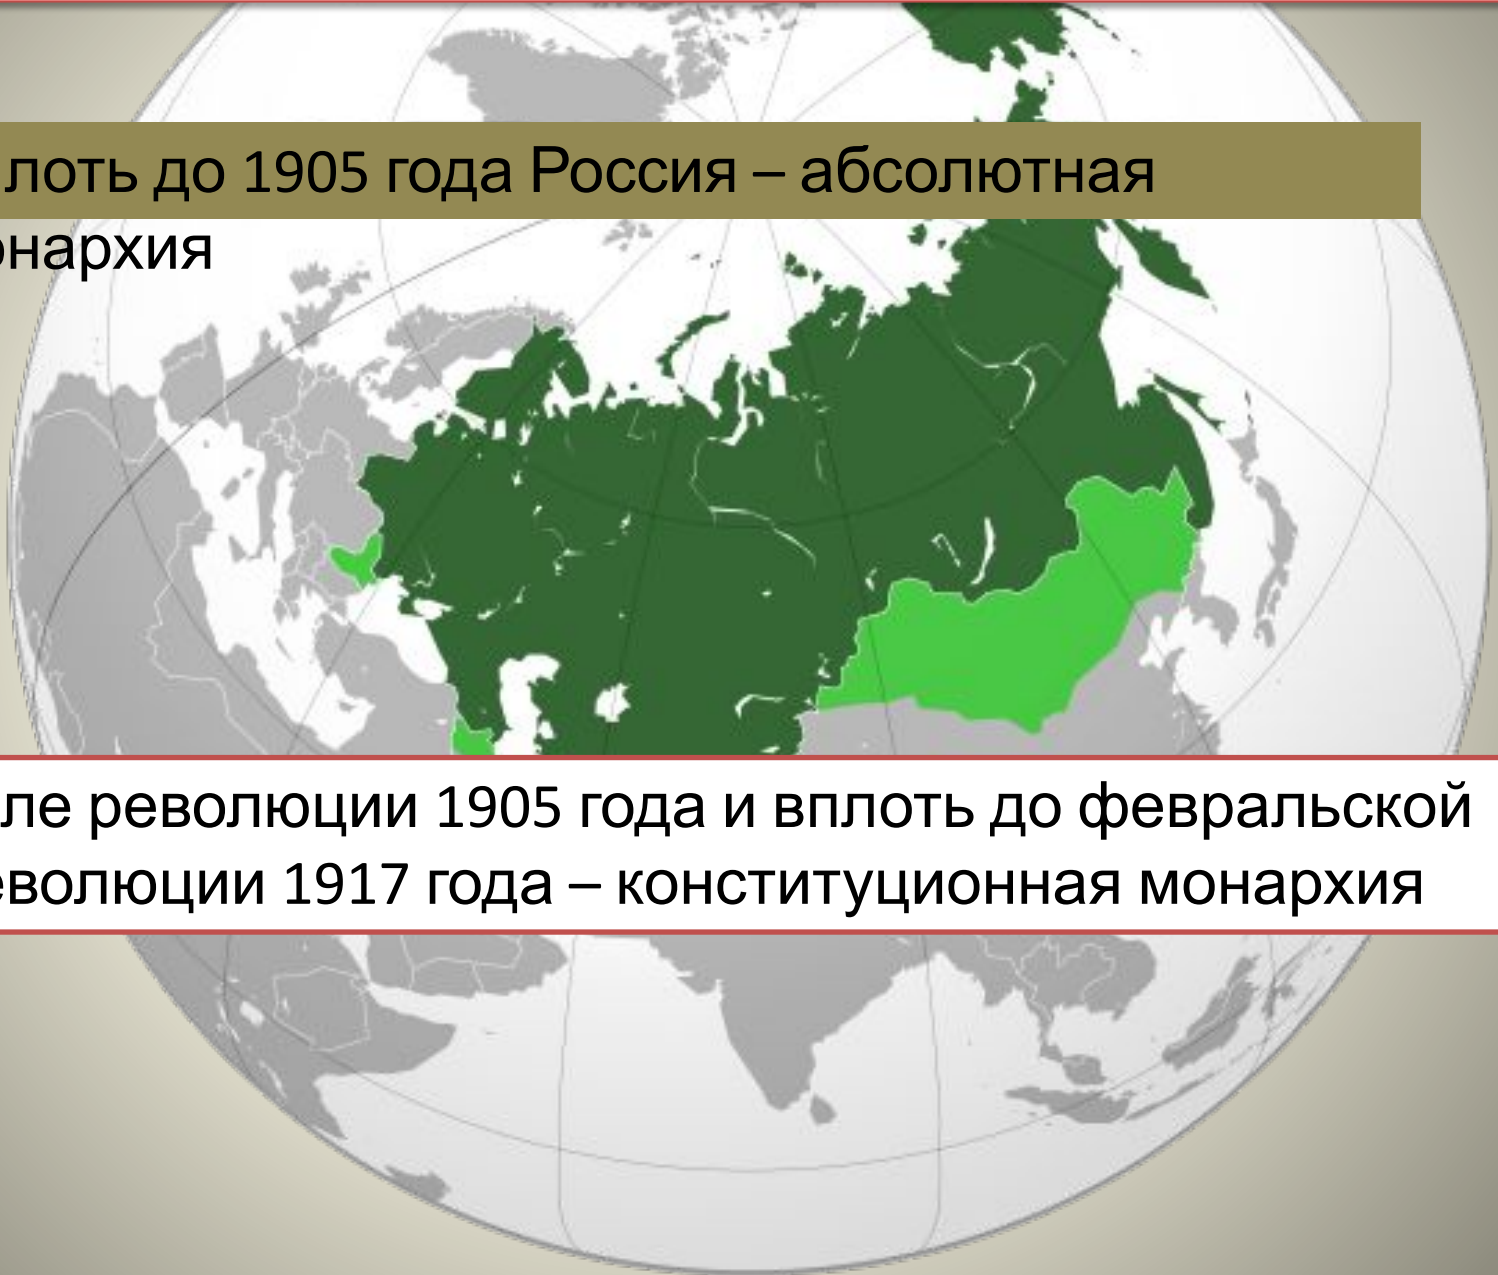 лоть до 1905 года Россия – абсолютная
онархия
ле революции 1905 года и вплоть до февральской
еволюции 1917 года – конституционная монархия